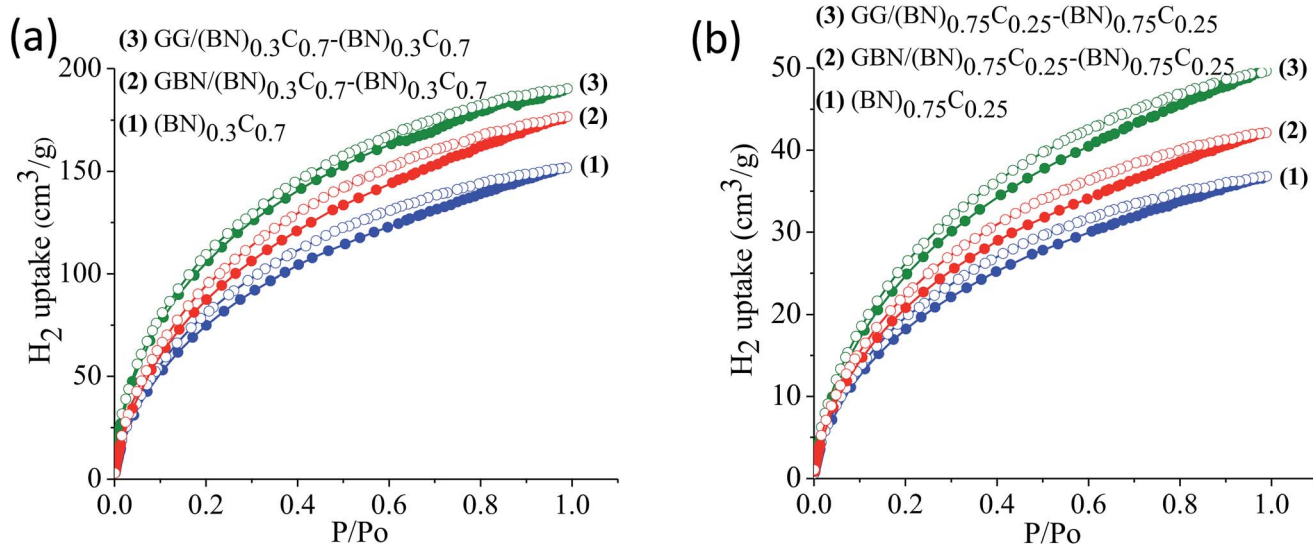 (a)
(3) GG/(BN)0.3C0.7-(BN)0.3C0.7
(2) GBN/(BN)0.3C0.7-(BN)0.3C0.7
(1) (BN)0.3C0.7
200
150
100
50
0
H2 uptake (cm3/g)
(3)
(2)
(1)
0.0 0.2 0.4 0.6 0.8 1.0
P/Po
(b)
(3) GG/(BN)0.75C0.25-(BN)0.75C0.25
(2) GBN/(BN)0.75C0.25-(BN)0.75C0.25
(1) (BN)0.75C0.25
50
40
30
20
10
0
H2 uptake (cm3/g)
(3)
(2)
(1)
0.0 0.2 0.4 0.6 0.8 1.0
P/Po